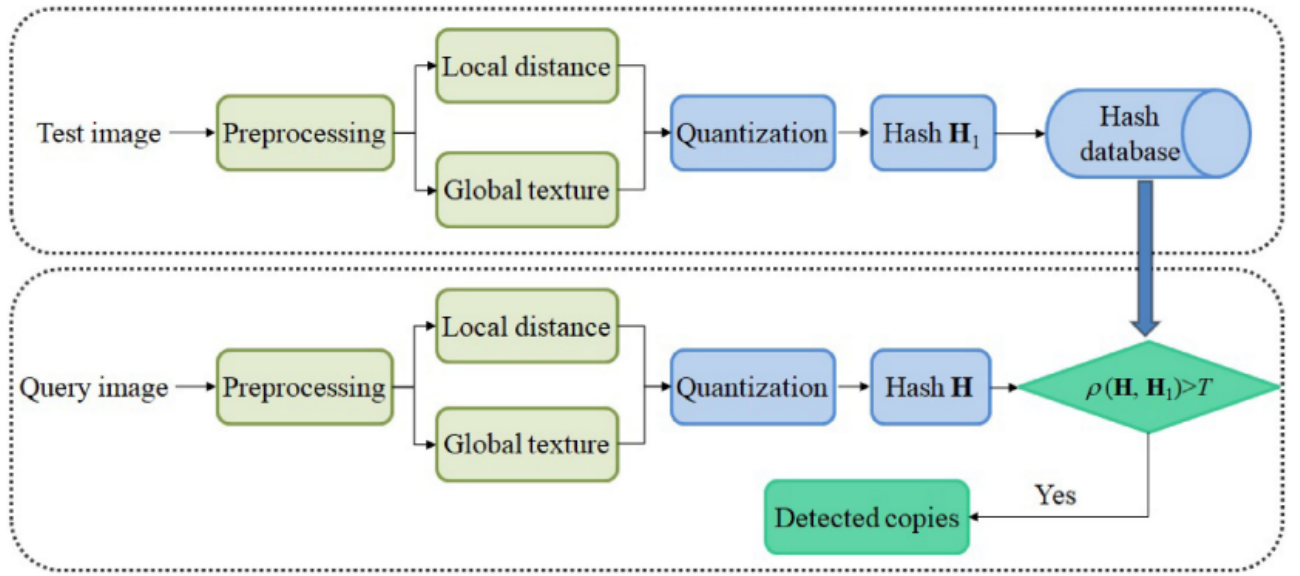 Local distance
Test image
Preprocessing
Quantization
Hash H₁
Hash
database
Global texture
Local distance
Query image
Preprocessing
Quantization
Hash H
ρ (H, H₁)>T
Global texture
Yes
Detected copies